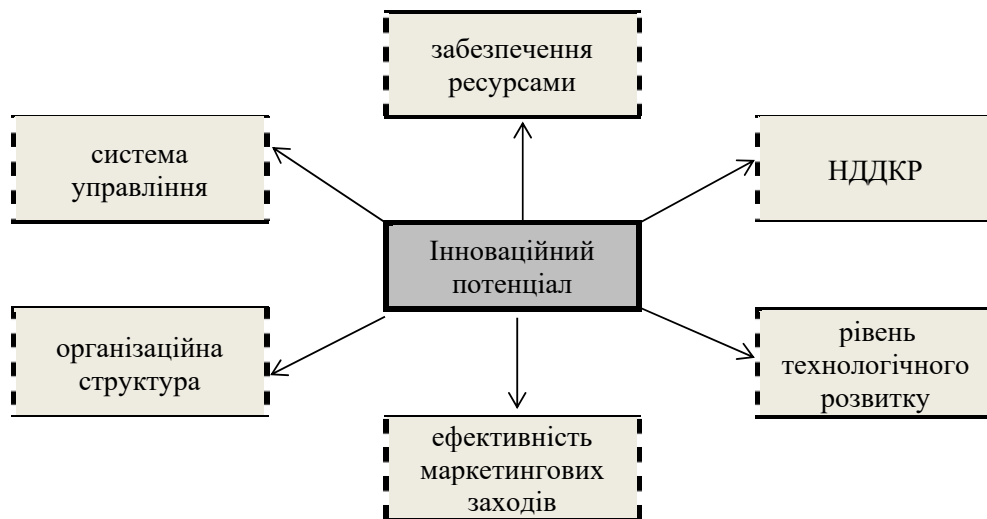 забезпечення
ресурсами
система
управління
НДДКР
Інноваційний
потенціал
організаційна
структура
рівень
технологічного
розвитку
ефективність
маркетингових
заходів